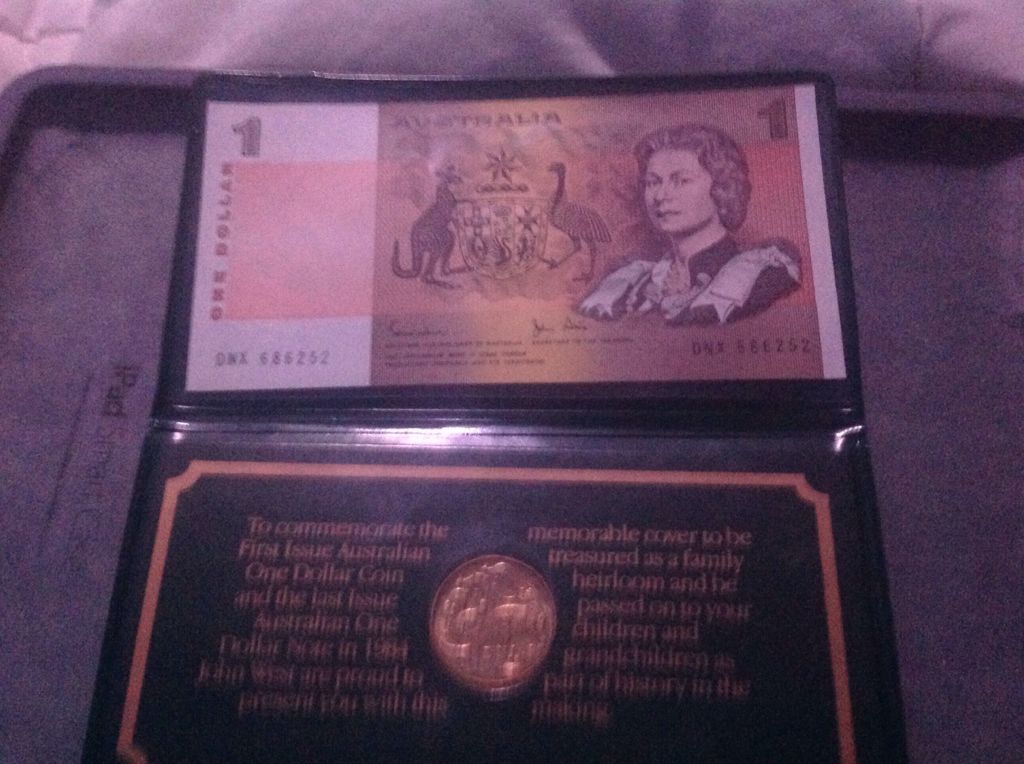 1
AUSTRALIA
1
ONE DOLLAR
DNX 686252
DNX 686252
To commemorate the
First Issue Australian
One Dollar Coin
and the last Issue
Australian One
Dollar Note in 1984
John West are proud to
present you with this
memorable cover to be
treasured as a family
heirloom and be
passed on to your
children and
grandchildren as
part of history in the
making